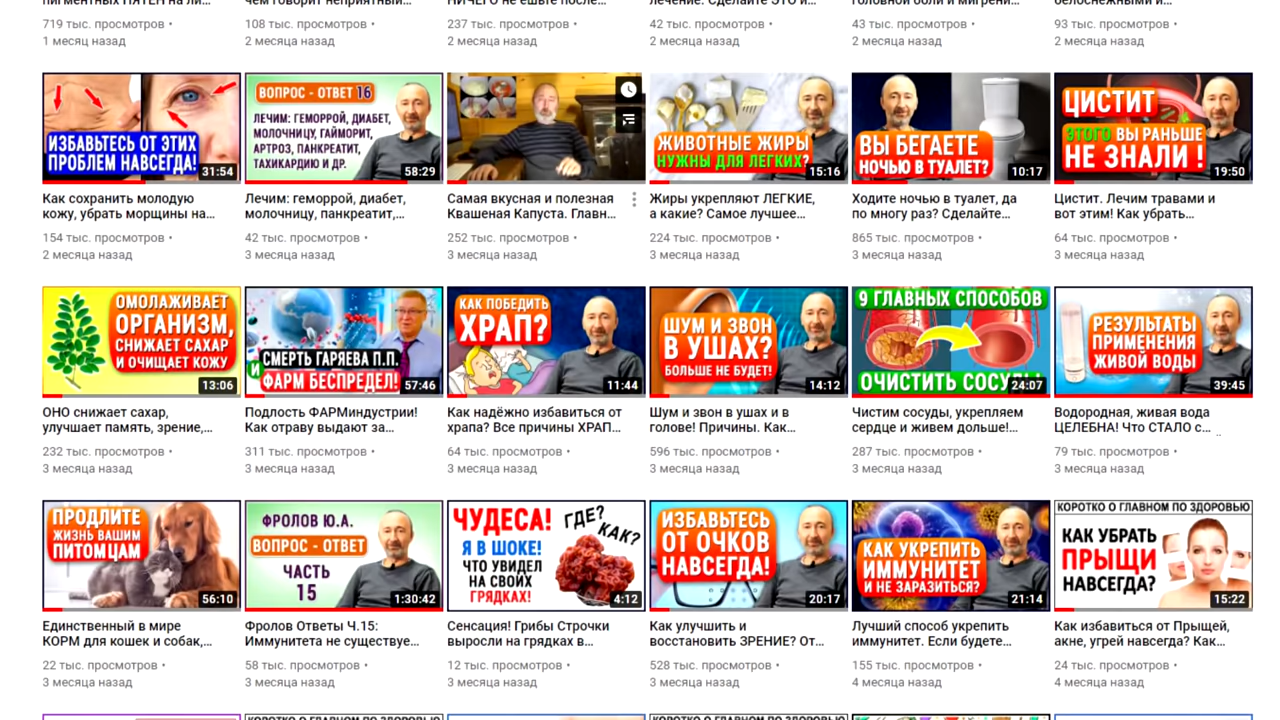 719 тыс. просмотров •
1 месяц назад
108 тыс. просмотров •
2 месяца назад
237 тыс. просмотров •
2 месяца назад
42 тыс. просмотров •
2 месяца назад
43 тыс. просмотров •
2 месяца назад
93 тыс. просмотров •
2 месяца назад
ИЗБАВЬТЕСЬ ОТ ЭТИХ
ПРОБЛЕМ НАВСЕГДА!
31:54
Как сохранить молодую
кожу, убрать морщины на...
154 тыс. просмотров •
2 месяца назад
ВОПРОС - ОТВЕТ 16
ЛЕЧИМ: ГЕМОРРОЙ, ДИАБЕТ,
МОЛОЧНИЦУ, ГАЙМОРИТ,
АРТРОЗ, ПАНКРЕАТИТ,
ТАХИКАРДИЮ И ДР.
58:29
Лечим: геморрой, диабет,
молочницу, панкреатит,...
42 тыс. просмотров •
3 месяца назад
Самая вкусная и полезная
Квашеная Капуста. Главн...
252 тыс. просмотров •
3 месяца назад
ЖИВОТНЫЕ ЖИРЫ
НУЖНЫ ДЛЯ ЛЕГКИХ?
15:16
Жиры укрепляют ЛЕГКИЕ,
а какие? Самое лучшее...
224 тыс. просмотров •
3 месяца назад
ВЫ БЕГАЕТЕ
НОЧЬЮ В ТУАЛЕТ?
10:17
Ходите ночью в туалет, да
по многу раз? Сделайте...
865 тыс. просмотров •
3 месяца назад
ЦИСТИТ
ЭТОГО ВЫ РАНЬШЕ
НЕ ЗНАЛИ !
19:50
Цистит. Лечим травами и
вот этим! Как убрать...
64 тыс. просмотров •
3 месяца назад
ОМОЛАЖИВАЕТ
ОРГАНИЗМ,
СНИЖАЕТ САХАР
И ОЧИЩАЕТ КОЖУ
13:06
ОНО снижает сахар,
улучшает память, зрение,...
232 тыс. просмотров •
3 месяца назад
СМЕРТЬ ГАРЯЕВА П.П.
И
ФАРМ БЕСПРЕДЕЛ!
57:46
Подлость ФАРМиндустрии!
Как отраву выдают за...
311 тыс. просмотров •
3 месяца назад
КАК ПОБЕДИТЬ
ХРАП?
11:44
Как надёжно избавиться от
храпа? Все причины ХРАП...
64 тыс. просмотров •
3 месяца назад
ШУМ И ЗВОН
В УШАХ?
БОЛЬШЕ НЕ БУДЕТ!
14:12
Шум и звон в ушах и в
голове! Причины. Как...
596 тыс. просмотров •
3 месяца назад
9 ГЛАВНЫХ СПОСОБОВ
ОЧИСТИТЬ СОСУДЫ
24:07
Чистим сосуды, укрепляем
сердце и живем дольше!...
287 тыс. просмотров •
3 месяца назад
РЕЗУЛЬТАТЫ
ПРИМЕНЕНИЯ
ЖИВОЙ ВОДЫ
39:45
Водородная, живая вода
ЦЕЛЕБНА! Что СТАЛО с...
79 тыс. просмотров •
3 месяца назад
ПРОДЛИТЕ
ЖИЗНЬ ВАШИМ
ПИТОМЦАМ
56:10
Единственный в мире
КОРМ для кошек и собак,...
22 тыс. просмотров •
3 месяца назад
ФРОЛОВ Ю.А.
ВОПРОС - ОТВЕТ
ЧАСТЬ
15
1:30:42
Фролов Ответы Ч.15:
Иммунитета не существуе...
58 тыс. просмотров •
3 месяца назад
ЧУДЕСА!
ГДЕ?
КАК?
Я В ШОКЕ!
ЧТО УВИДЕЛ
НА СВОИХ
ГРЯДКАХ!
4:12
Сенсация! Грибы Строчки
выросли на грядках в...
12 тыс. просмотров •
3 месяца назад
ИЗБАВЬТЕСЬ
ОТ ОЧКОВ
НАВСЕГДА!
20:17
Как улучшить и
восстановить ЗРЕНИЕ? От...
528 тыс. просмотров •
3 месяца назад
КАК УКРЕПИТЬ
ИММУНИТЕТ
И НЕ ЗАРАЗИТЬСЯ?
21:14
Лучший способ укрепить
иммунитет. Если будете...
155 тыс. просмотров •
4 месяца назад
КОРОТКО О ГЛАВНОМ ПО ЗДОРОВЬЮ
КАК УБРАТЬ
ПРЫЩИ
НАВСЕГДА?
15:22
Как избавиться от Прыщей,
акне, угрей навсегда? Как...
24 тыс. просмотров •
4 месяца назад